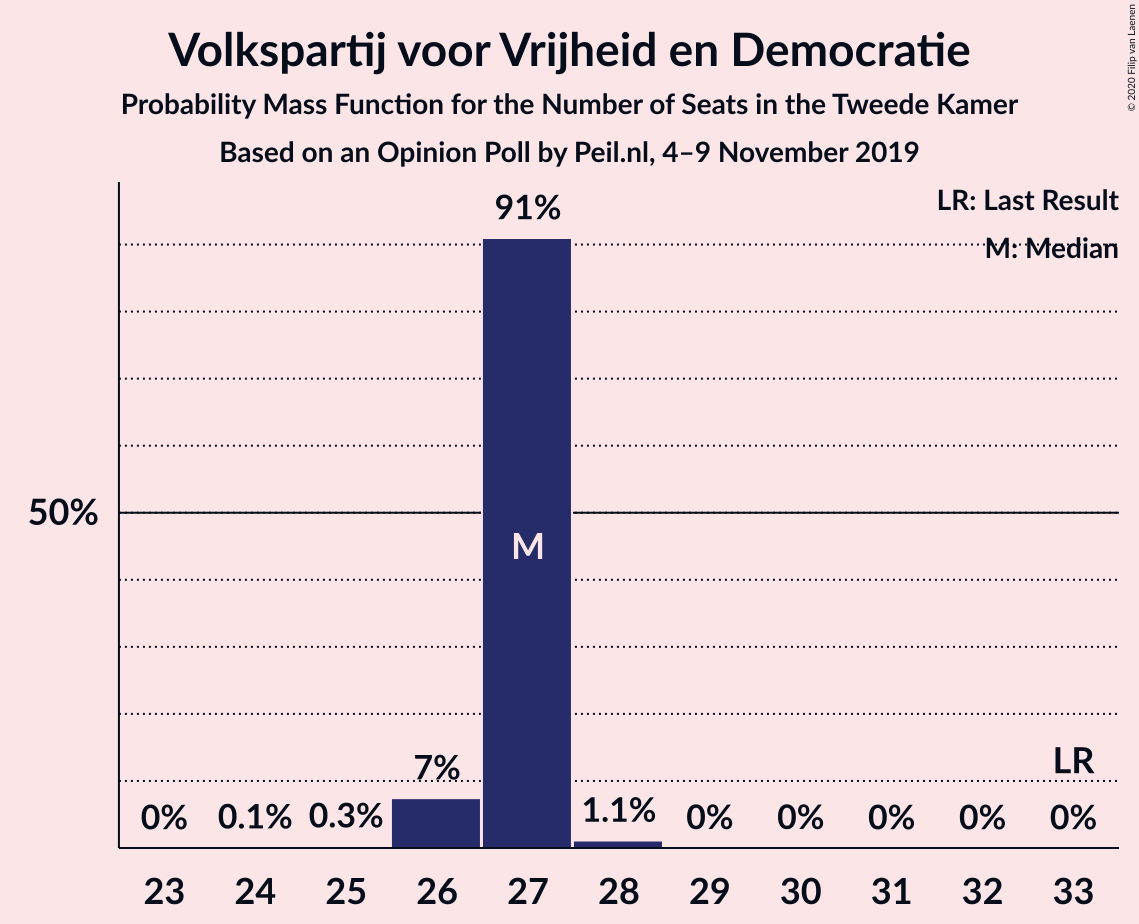 Volkspartij voor Vrijheid en Democratie
Probability Mass Function for the Number of Seats in the Tweede Kamer
Based on an Opinion Poll by Peil.nl, 4–9 November 2019
© 2020 Filip van Laenen
LR: Last Result
M: Median
91%
50%
M
7%
LR
0% 0.1% 0.3% 1.1% 0% 0% 0% 0% 0%
23 24 25 26 27 28 29 30 31 32 33